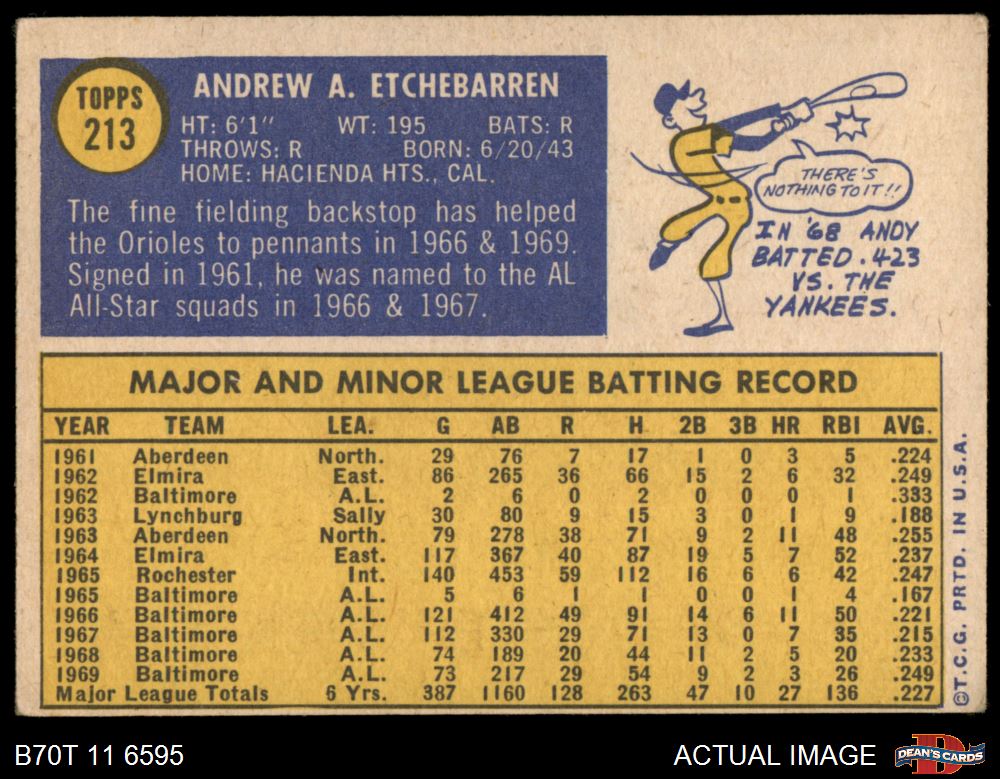 TOPPS
213
ANDREW A. ETCHEBARREN
HT: 6'1" WT: 195 BATS: R
THROWS: R BORN: 6/20/43
HOME: HACIENDA HTS., CAL.
The fine fielding backstop has helped
the Orioles to pennants in 1966 & 1969.
Signed in 1961, he was named to the AL
All-Star squads in 1966 & 1967.
THERE'S
NOTHING TO IT!!
IN '68 ANDY
BATTED .423
VS. THE
YANKEES.
MAJOR AND MINOR LEAGUE BATTING RECORD
YEAR TEAM LEA. G AB R H 2B 3B HR RBI AVG.
1961 Aberdeen North. 29 76 7 17 1 0 3 5 .224
1962 Elmira East. 86 265 36 66 15 2 6 32 .249
1962 Baltimore A.L. 2 6 0 2 0 0 0 1 .333
1963 Lynchburg Sally 30 80 9 15 3 0 1 9 .188
1963 Aberdeen North. 79 278 38 71 9 2 11 48 .255
1964 Elmira East. 117 367 40 87 19 5 7 52 .237
1965 Rochester Int. 140 453 59 112 16 6 6 42 .247
1965 Baltimore A.L. 5 6 1 1 0 0 1 4 .167
1966 Baltimore A.L. 121 412 49 91 14 6 11 50 .221
1967 Baltimore A.L. 112 330 29 71 13 0 7 35 .215
1968 Baltimore A.L. 74 189 20 44 11 2 5 20 .233
1969 Baltimore A.L. 73 217 29 54 9 2 3 26 .249
Major League Totals 6 Yrs. 387 1160 128 263 47 10 27 136 .227
©T.C.G. PRTD. IN U.S.A.
B70T 11 6595
ACTUAL IMAGE
D
DEAN'S CARDS